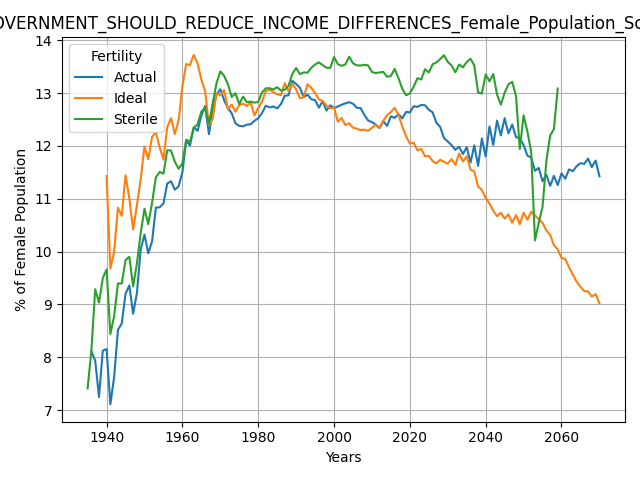 OVERNMENT_SHOULD_REDUCE_INCOME_DIFFERENCES_Female_Population_Sc
14
13
12
11
10
9
8
7
% of Female Population
Fertility
Actual
Ideal
Sterile
1940
1960
1980
2000
2020
2040
2060
Years